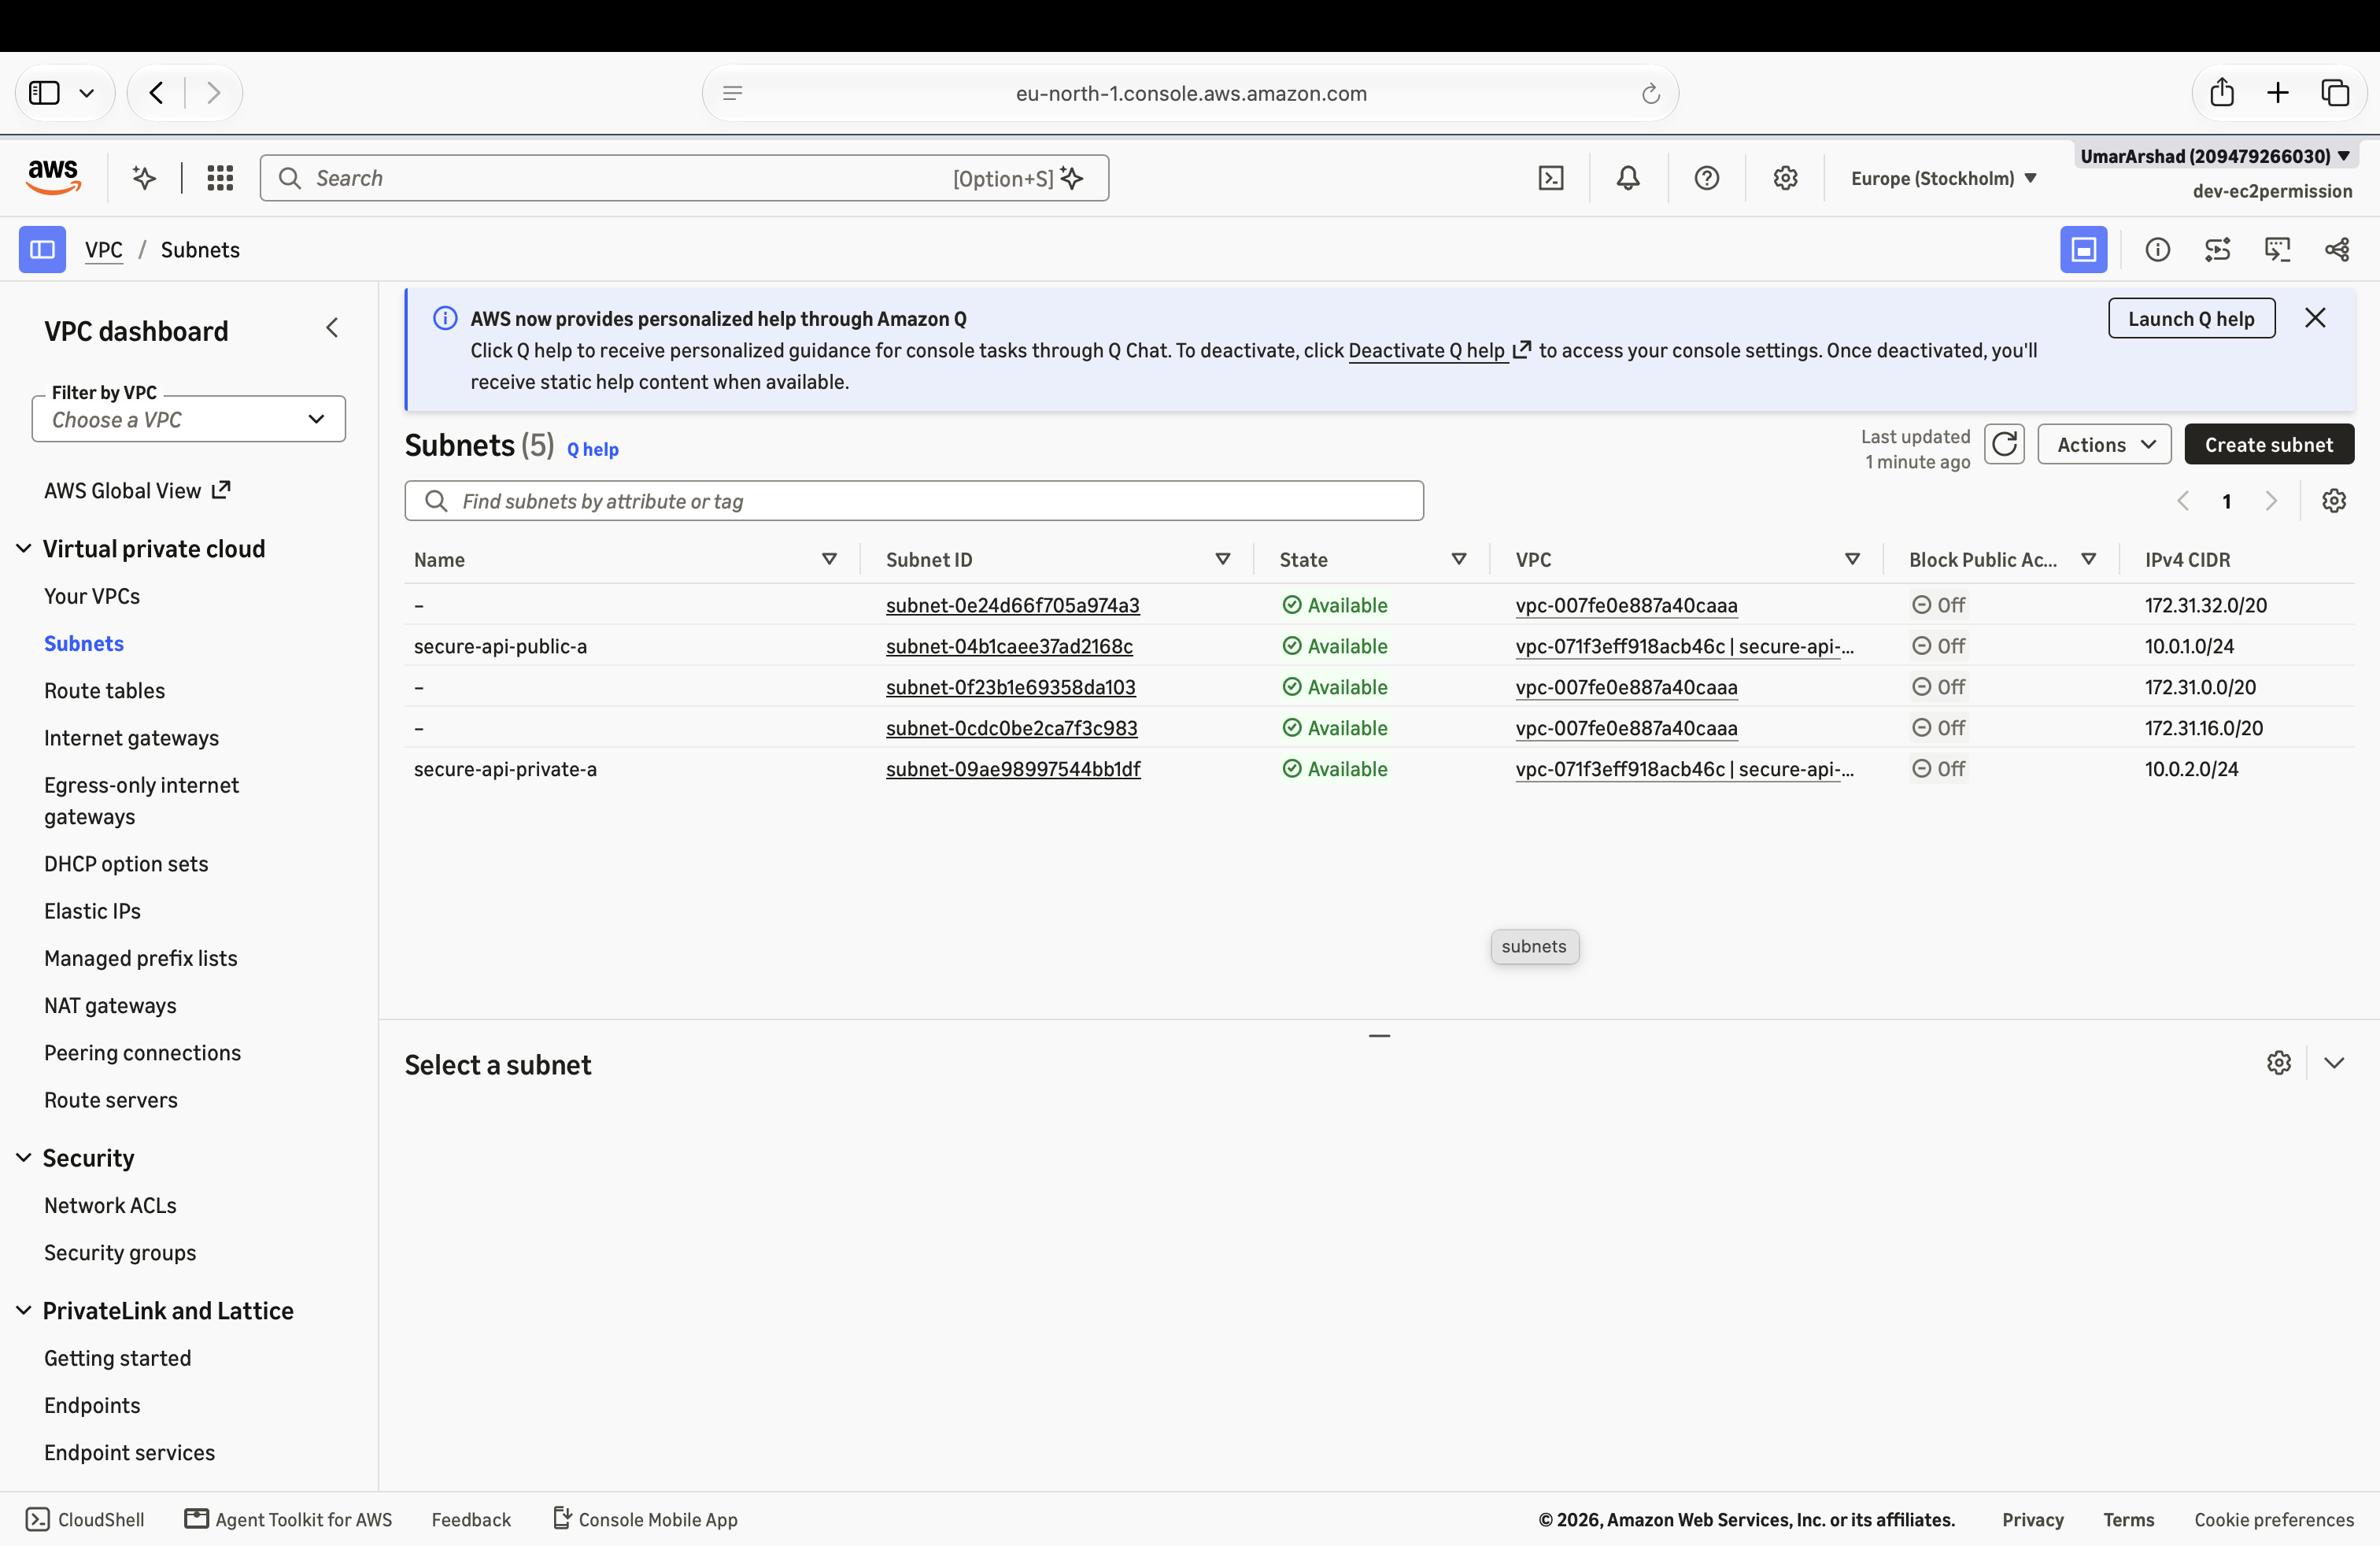 eu-north-1.console.aws.amazon.com
aws
Search
[Option+S]
Europe (Stockholm)
UmarArshad (209479266030)
dev-ec2permission
VPC / Subnets
VPC dashboard
Filter by VPC
Choose a VPC
AWS Global View
Virtual private cloud
Your VPCs
Subnets
Route tables
Internet gateways
Egress-only internet
gateways
DHCP option sets
Elastic IPs
Managed prefix lists
NAT gateways
Peering connections
Route servers
Security
Network ACLs
Security groups
PrivateLink and Lattice
Getting started
Endpoints
Endpoint services
AWS now provides personalized help through Amazon Q
Click Q help to receive personalized guidance for console tasks through Q Chat. To deactivate, click Deactivate Q help to access your console settings. Once deactivated, you'll
receive static help content when available.
Launch Q help
Subnets (5) Q help
Last updated
1 minute ago
Actions
Create subnet
Find subnets by attribute or tag
1
Name Subnet ID State VPC Block Public Ac... IPv4 CIDR
– subnet-0e24d66f705a974a3 Available vpc-007fe0e887a40caaa Off 172.31.32.0/20
secure-api-public-a subnet-04b1caee37ad2168c Available vpc-071f3eff918acb46c | secure-api-... Off 10.0.1.0/24
– subnet-0f23b1e69358da103 Available vpc-007fe0e887a40caaa Off 172.31.0.0/20
– subnet-0cdc0be2ca7f3c983 Available vpc-007fe0e887a40caaa Off 172.31.16.0/20
secure-api-private-a subnet-09ae98997544bb1df Available vpc-071f3eff918acb46c | secure-api-... Off 10.0.2.0/24
subnets
Select a subnet
CloudShell Agent Toolkit for AWS Feedback Console Mobile App © 2026, Amazon Web Services, Inc. or its affiliates. Privacy Terms Cookie preferences